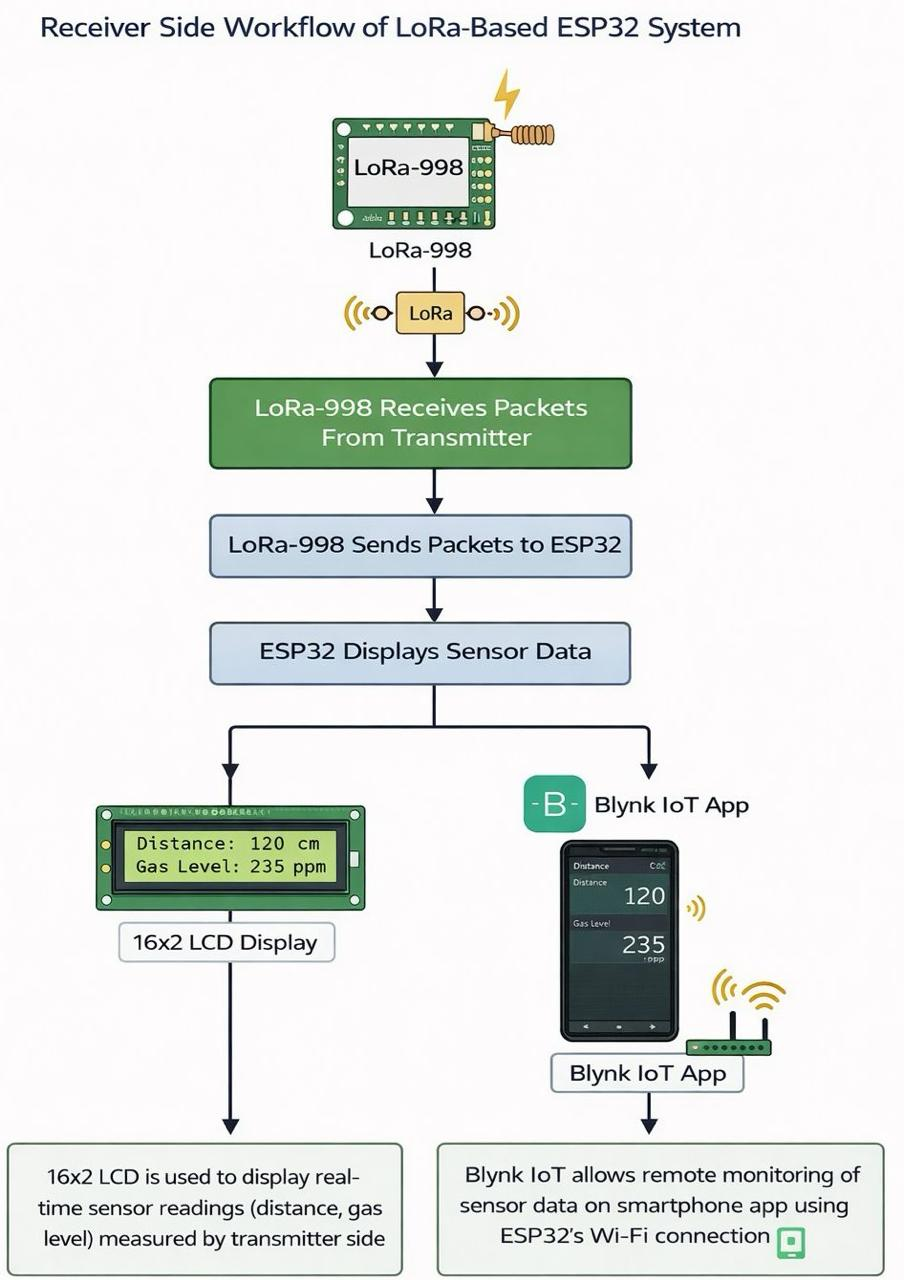 Receiver Side Workflow of LoRa-Based ESP32 System
LoRa-998
LoRa-998
LoRa
LoRa-998 Receives Packets
From Transmitter
LoRa-998 Sends Packets to ESP32
ESP32 Displays Sensor Data
Distance: 120 cm
Gas Level: 235 ppm
16x2 LCD Display
-B-
Blynk IoT App
Distance
Distance
120
Gas Level
235
Blynk IoT App
16x2 LCD is used to display real-
time sensor readings (distance, gas
level) measured by transmitter side
Blynk IoT allows remote monitoring of
sensor data on smartphone app using
ESP32's Wi-Fi connection